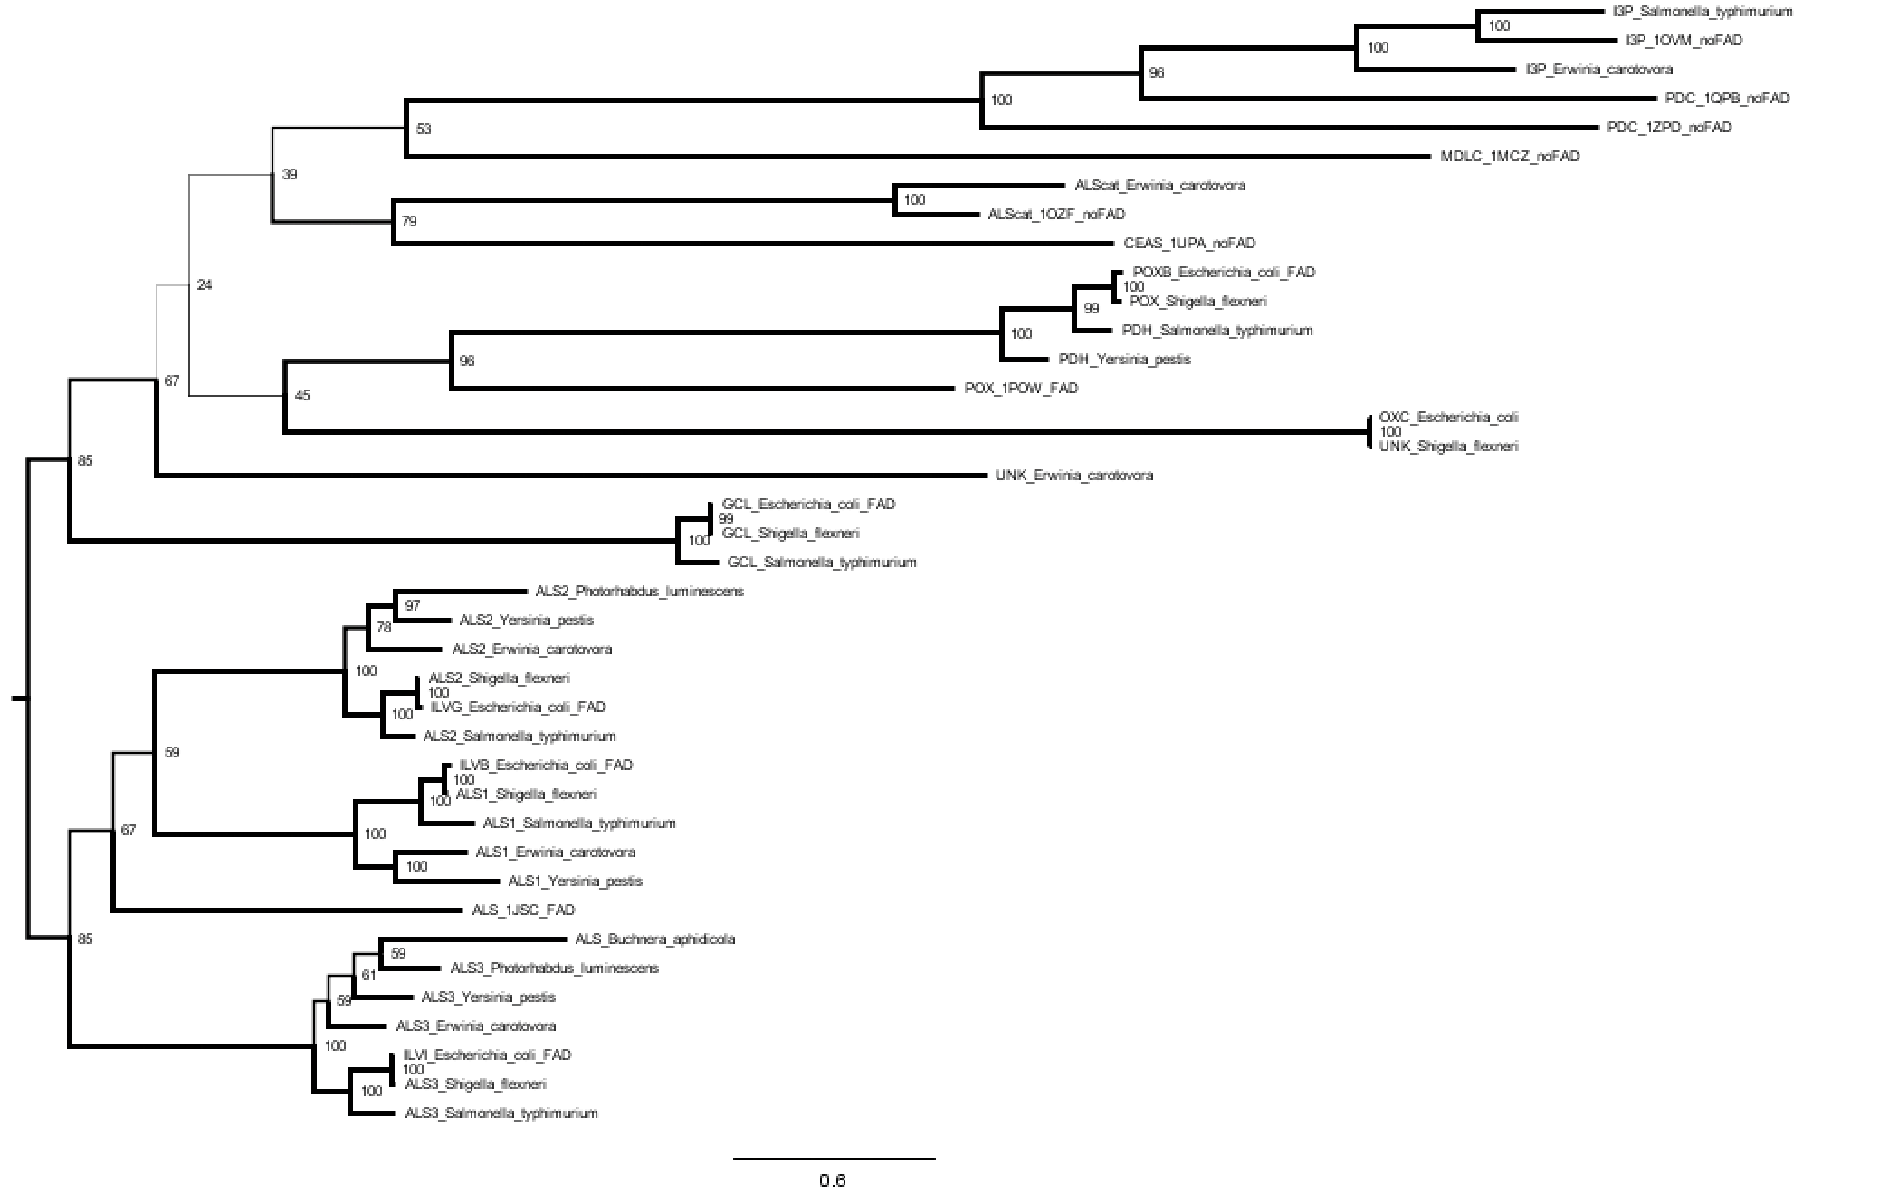 I3P_Salmonella_typhimurium
100
I3P_1OVM_noFAD
100
I3P_Erwinia_carotovora
96
PDC_1QPB_noFAD
100
PDC_1ZPD_noFAD
53
MDLC_1MCZ_noFAD
39
ALScat_Erwinia_carotovora
100
ALScat_1OZF_noFAD
79
CEAS_1UPA_noFAD
POXB_Escherichia_coli_FAD
24
100
POX_Shigella_flexneri
99
PDH_Salmonella_typhimurium
100
PDH_Yersinia_pestis
96
67
POX_1POW_FAD
45
OXC_Escherichia_coli
100
UNK_Shigella_flexneri
85
UNK_Erwinia_carotovora
GCL_Escherichia_coli_FAD
99
GCL_Shigella_flexneri
100
GCL_Salmonella_typhimurium
ALS2_Photorhabdus_luminescens
97
ALS2_Yersinia_pestis
78
ALS2_Erwinia_carotovora
100
ALS2_Shigella_flexneri
100
ILVG_Escherichia_coli_FAD
100
ALS2_Salmonella_typhimurium
59
ILVB_Escherichia_coli_FAD
100
ALS1_Shigella_flexneri
100
ALS1_Salmonella_typhimurium
67
100
ALS1_Erwinia_carotovora
100
ALS1_Yersinia_pestis
ALS_1JSC_FAD
85
ALS_Buchnera_aphidicola
59
ALS3_Photorhabdus_luminescens
61
ALS3_Yersinia_pestis
59
ALS3_Erwinia_carotovora
100
ILVI_Escherichia_coli_FAD
100
ALS3_Shigella_flexneri
100
ALS3_Salmonella_typhimurium
0.6